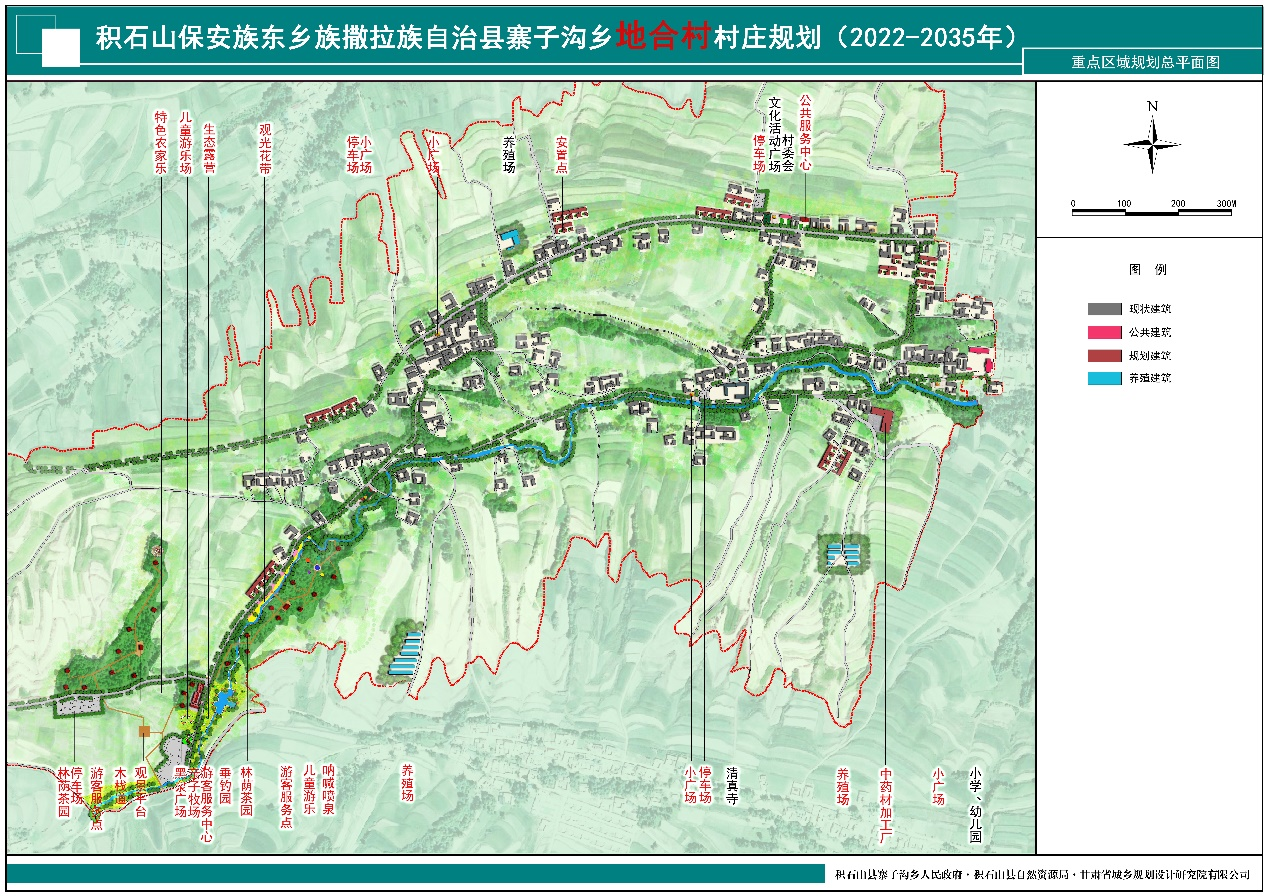 积石山保安族东乡族撒拉族自治县寨子沟乡地合村村庄规划（2022-2035年）
重点区域规划总平面图
特色农家乐
儿童游乐场
生态露营
观光花带
停车场
小广场
小广场
养殖场
安置点
停车场
文化活动广场
村委会
公共服务中心
N
0 100 200 300M
图 例
现状建筑
公共建筑
规划建筑
养殖建筑
林荫茶园
停车场
游客服务点
木栈道
观景平台
黑泉广场
亲子牧场
游客服务中心
垂钓园
林荫茶园
游客服务点
儿童游乐
呐喊喷泉
养殖场
小广场
停车场
清真寺
养殖场
中药材加工厂
小广场
小学、幼儿园
积石山县寨子沟乡人民政府·积石山县自然资源局·甘肃省城乡规划设计研究院有限公司